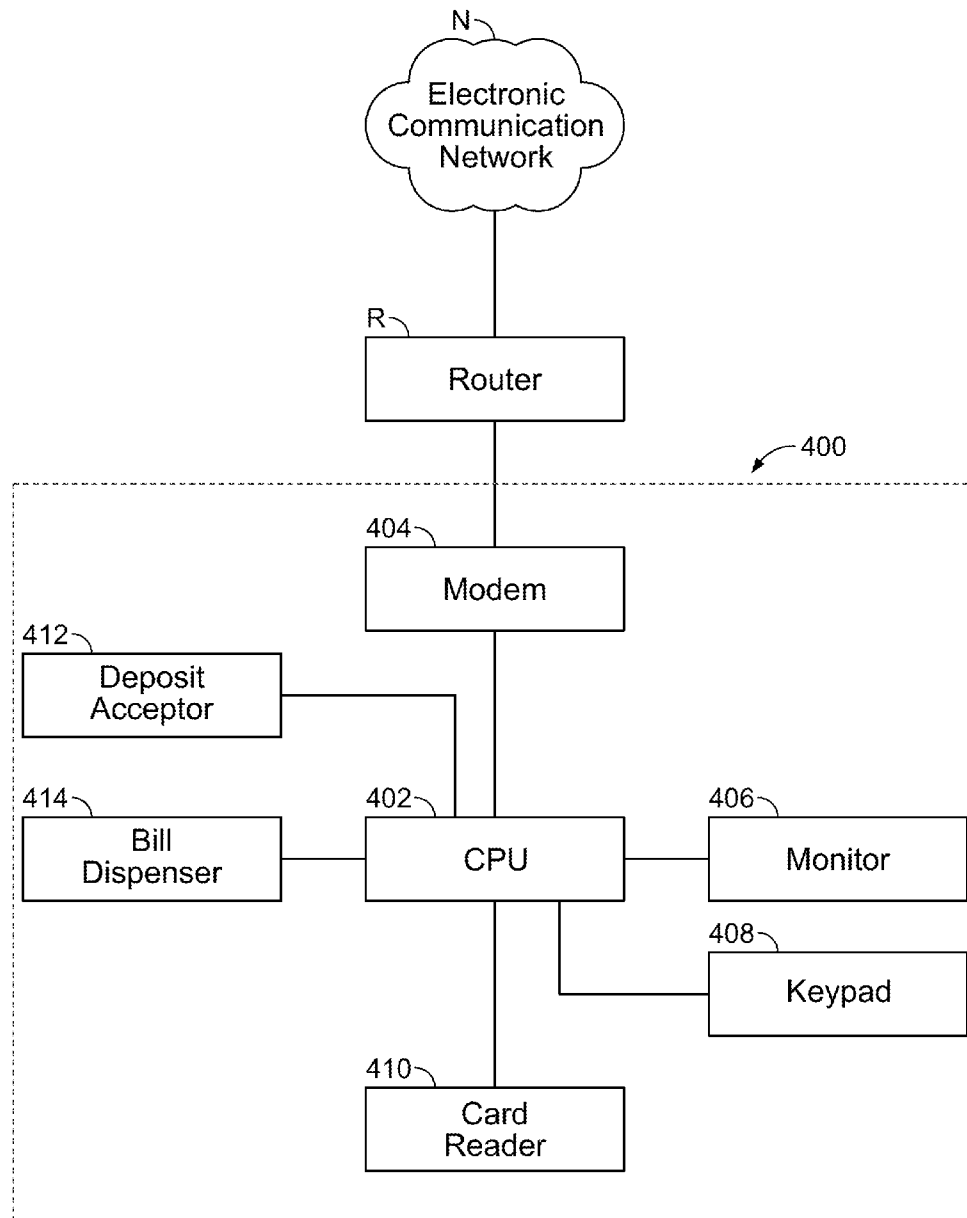 N
Electronic
Communication
Network
R
Router
400
404
Modem
412
Deposit
Acceptor
414
Bill
Dispenser
402
CPU
406
Monitor
408
Keypad
410
Card
Reader